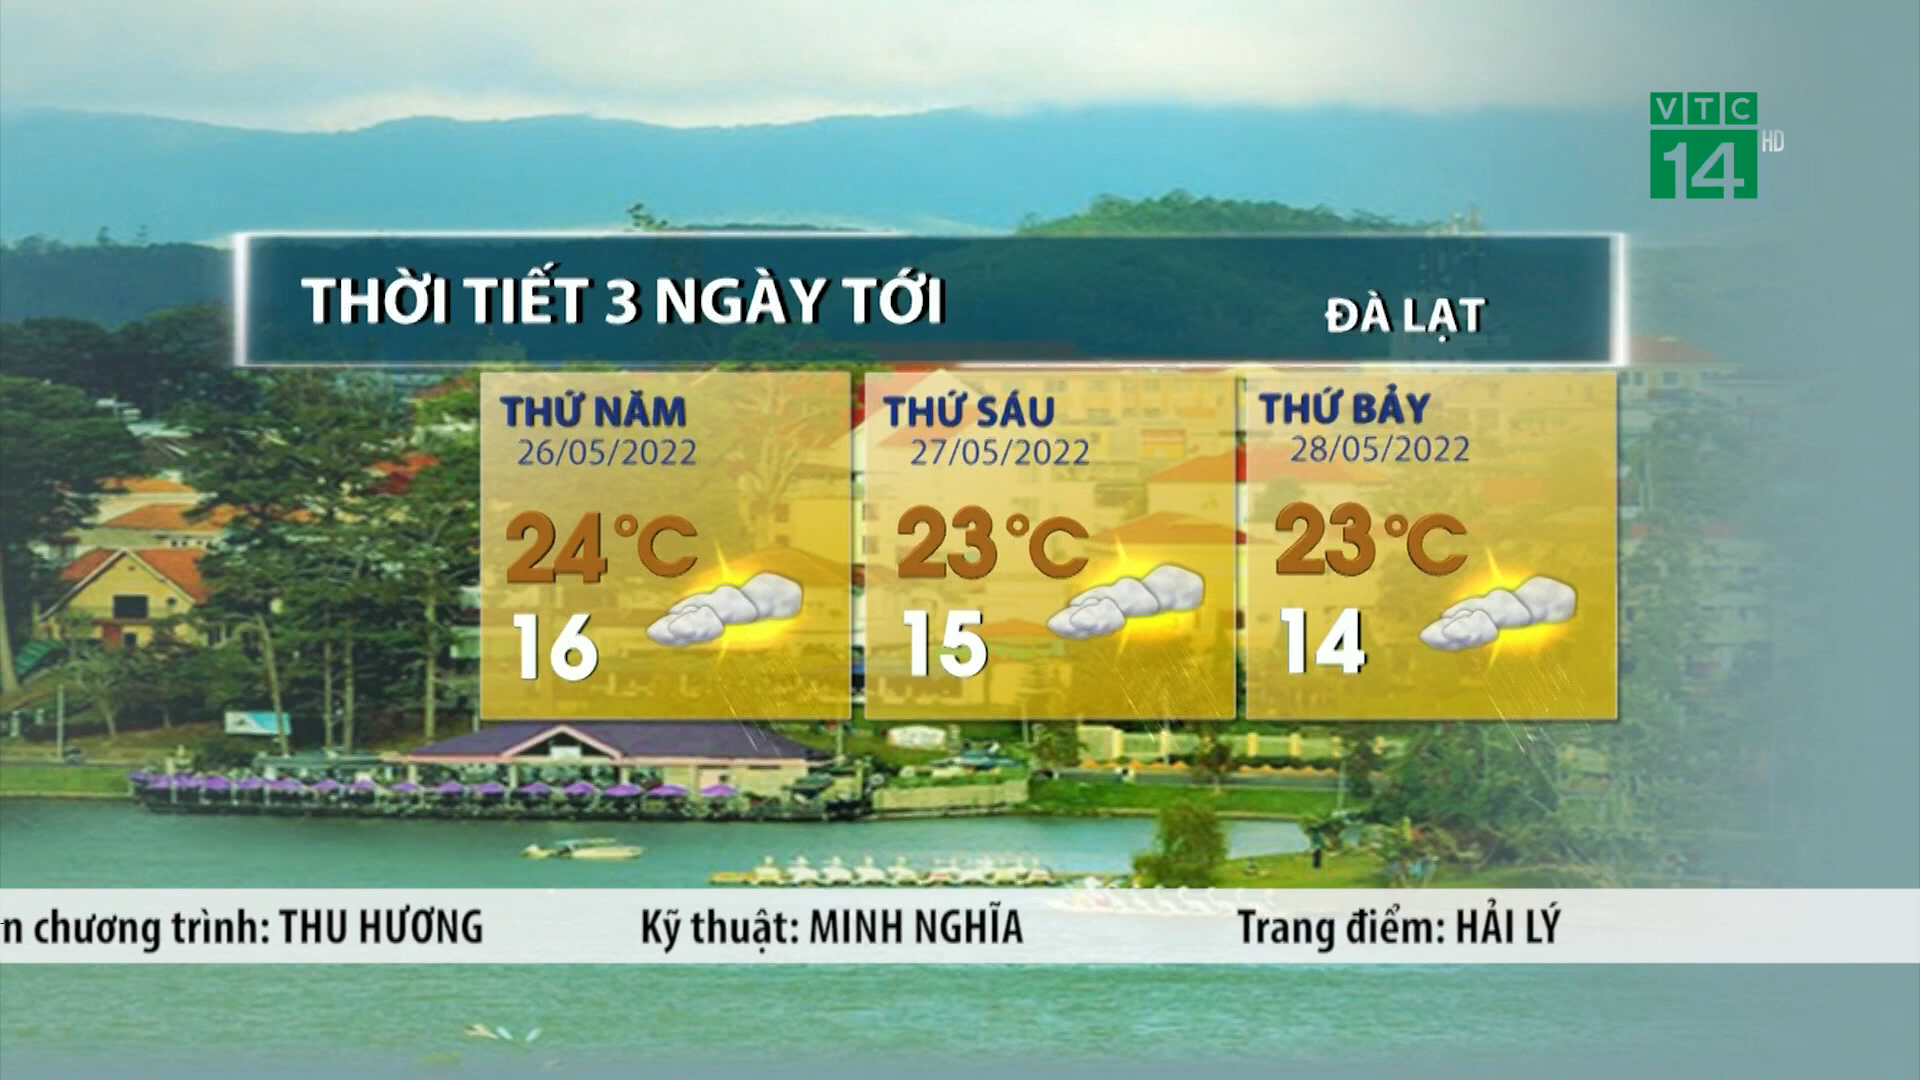 VTC
14 HD
THỜI TIẾT 3 NGÀY TỚI
ĐÀ LẠT
THỨ NĂM
26/05/2022
24°C
16
THỨ SÁU
27/05/2022
23°C
15
THỨ BẢY
28/05/2022
23°C
14
chương trình: THU HƯƠNG Kỹ thuật: MINH NGHĨA Trang điểm: HẢI LÝ